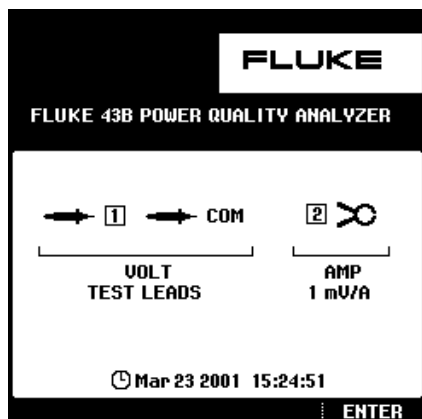 FLUKE
FLUKE 43B POWER QUALITY ANALYZER
1 COM 2
VOLT AMP
TEST LEADS 1 mV/A
Mar 23 2001 15:24:51
ENTER